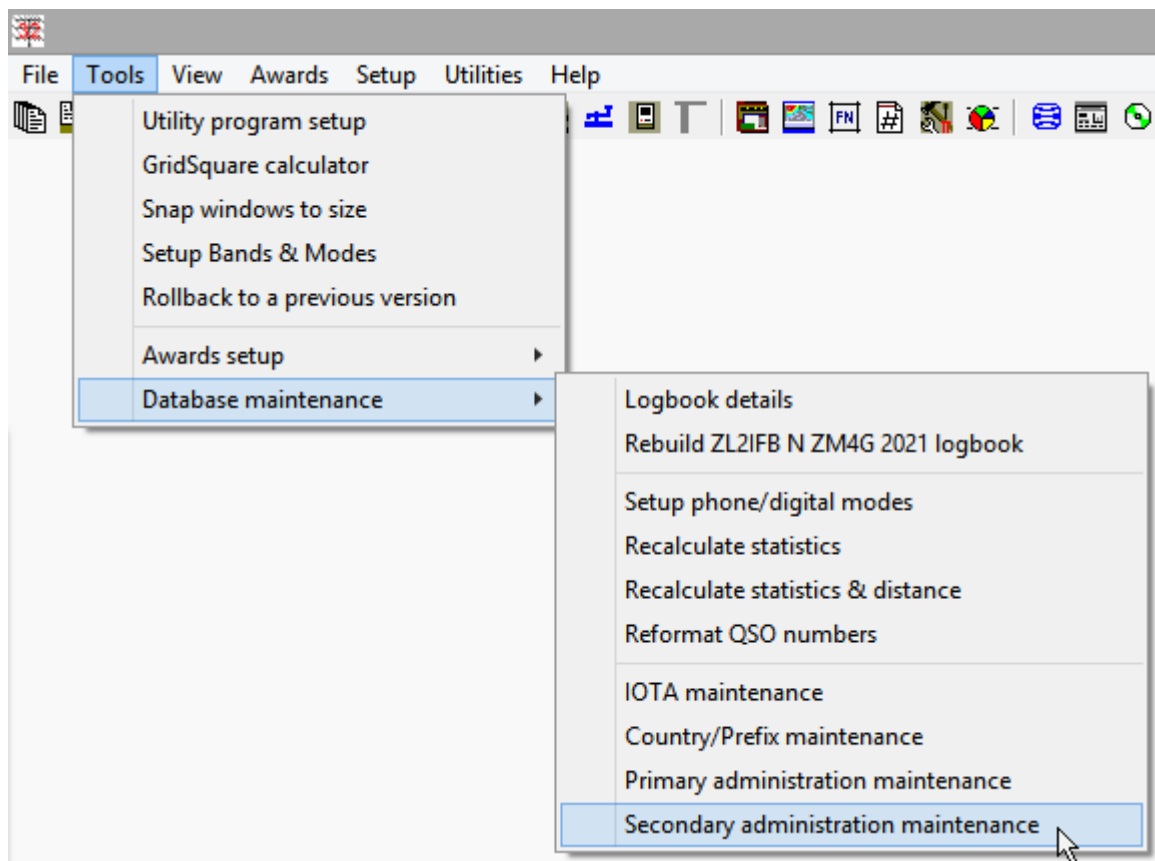 32
File Tools View Awards Setup Utilities Help
FN #
Utility program setup
GridSquare calculator
Snap windows to size
Setup Bands & Modes
Rollback to a previous version
Awards setup
Database maintenance
Logbook details
Rebuild ZL2IFB N ZM4G 2021 logbook
Setup phone/digital modes
Recalculate statistics
Recalculate statistics & distance
Reformat QSO numbers
IOTA maintenance
Country/Prefix maintenance
Primary administration maintenance
Secondary administration maintenance